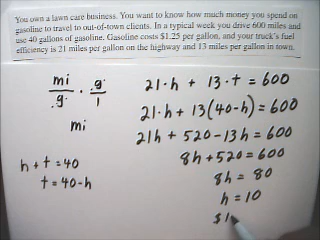 You own a lawn care business. You want to know how much money you spend on
gasoline to travel to out-of-town clients. In a typical week you drive 600 miles and
use 40 gallons of gasoline. Gasoline costs $1.25 per gallon, and your truck's fuel
efficiency is 21 miles per gallon on the highway and 13 miles per gallon in town.
mi/g · g/1
mi
h + t = 40
t = 40-h
21·h + 13·t = 600
21·h + 13(40-h) = 600
21h + 520 - 13h = 600
8h + 520 = 600
8h = 80
h = 10
$1